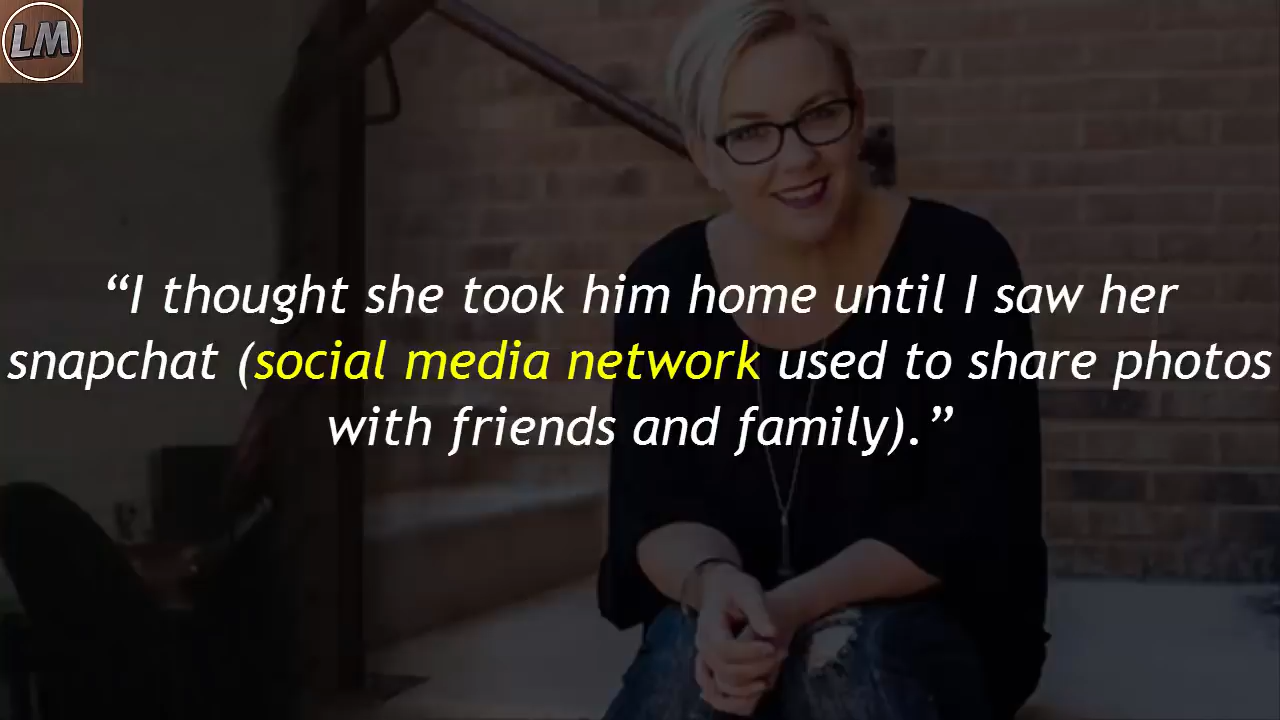 LM
“I thought she took him home until I saw her
snapchat (social media network used to share photos
with friends and family).”